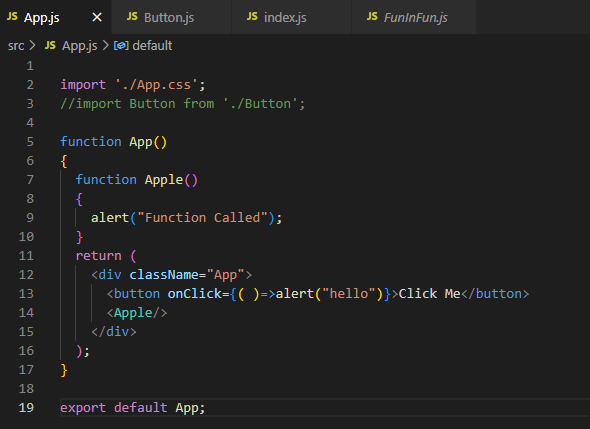 JS App.js × JS Button.js JS index.js JS FunInFun.js
src > JS App.js > default
1
2 import './App.css';
3 //import Button from './Button';
4
5 function App()
6 {
7 function Apple()
8 {
9 alert("Function Called");
10 }
11 return (
12 <div className="App">
13 <button onClick={( )=>alert("hello")}>Click Me</button>
14 <Apple/>
15 </div>
16 );
17 }
18
19 export default App;